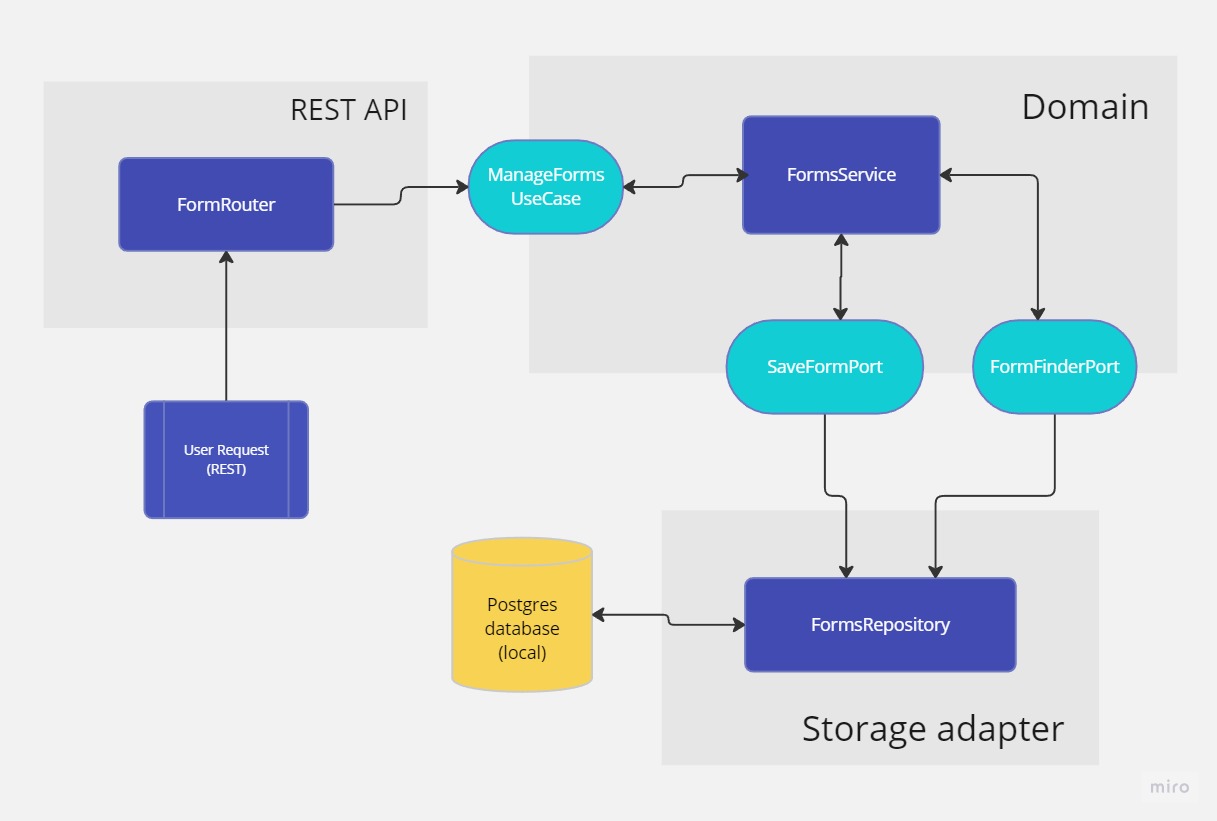 REST API
Domain
FormRouter
ManageForms
UseCase
FormsService
SaveFormPort
FormFinderPort
User Request
(REST)
Postgres
database
(local)
FormsRepository
Storage adapter
miro